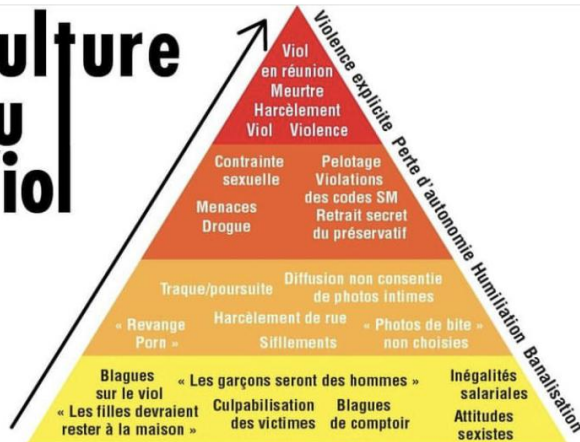 ulture
u
iol
Viol
en réunion
Meurtre
Harcèlement
Viol Violence
Contrainte
sexuelle
Pelotage
Violations
des codes SM
Menaces
Drogue
Retrait secret
du préservatif
Traque/poursuite
Diffusion non consentie
de photos intimes
« Revange
Porn »
Harcèlement de rue
Siflements
« Photos de bite »
non choisies
Blagues
sur le viol
« Les garçons seront des hommes »
Inégalités
salariales
« Les filles devraient
rester à la maison »
Culpabilisation
des victimes
Blagues
de comptoir
Attitudes
sexistes
Violence explicite Perte d'autonomie Humiliation Banalisation